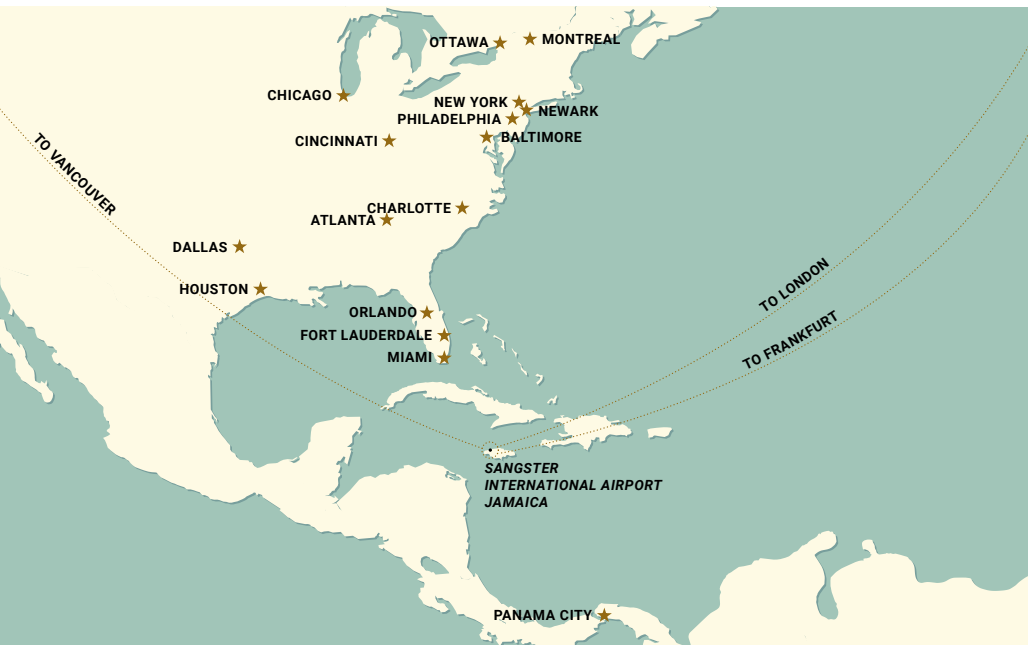 OTTAWA
MONTREAL
CHICAGO
NEW YORK
NEWARK
PHILADELPHIA
BALTIMORE
CINCINNATI
TO VANCOUVER
CHARLOTTE
ATLANTA
DALLAS
HOUSTON
TO LONDON
ORLANDO
FORT LAUDERDALE
TO FRANKFURT
MIAMI
SANGSTER
INTERNATIONAL AIRPORT
JAMAICA
PANAMA CITY